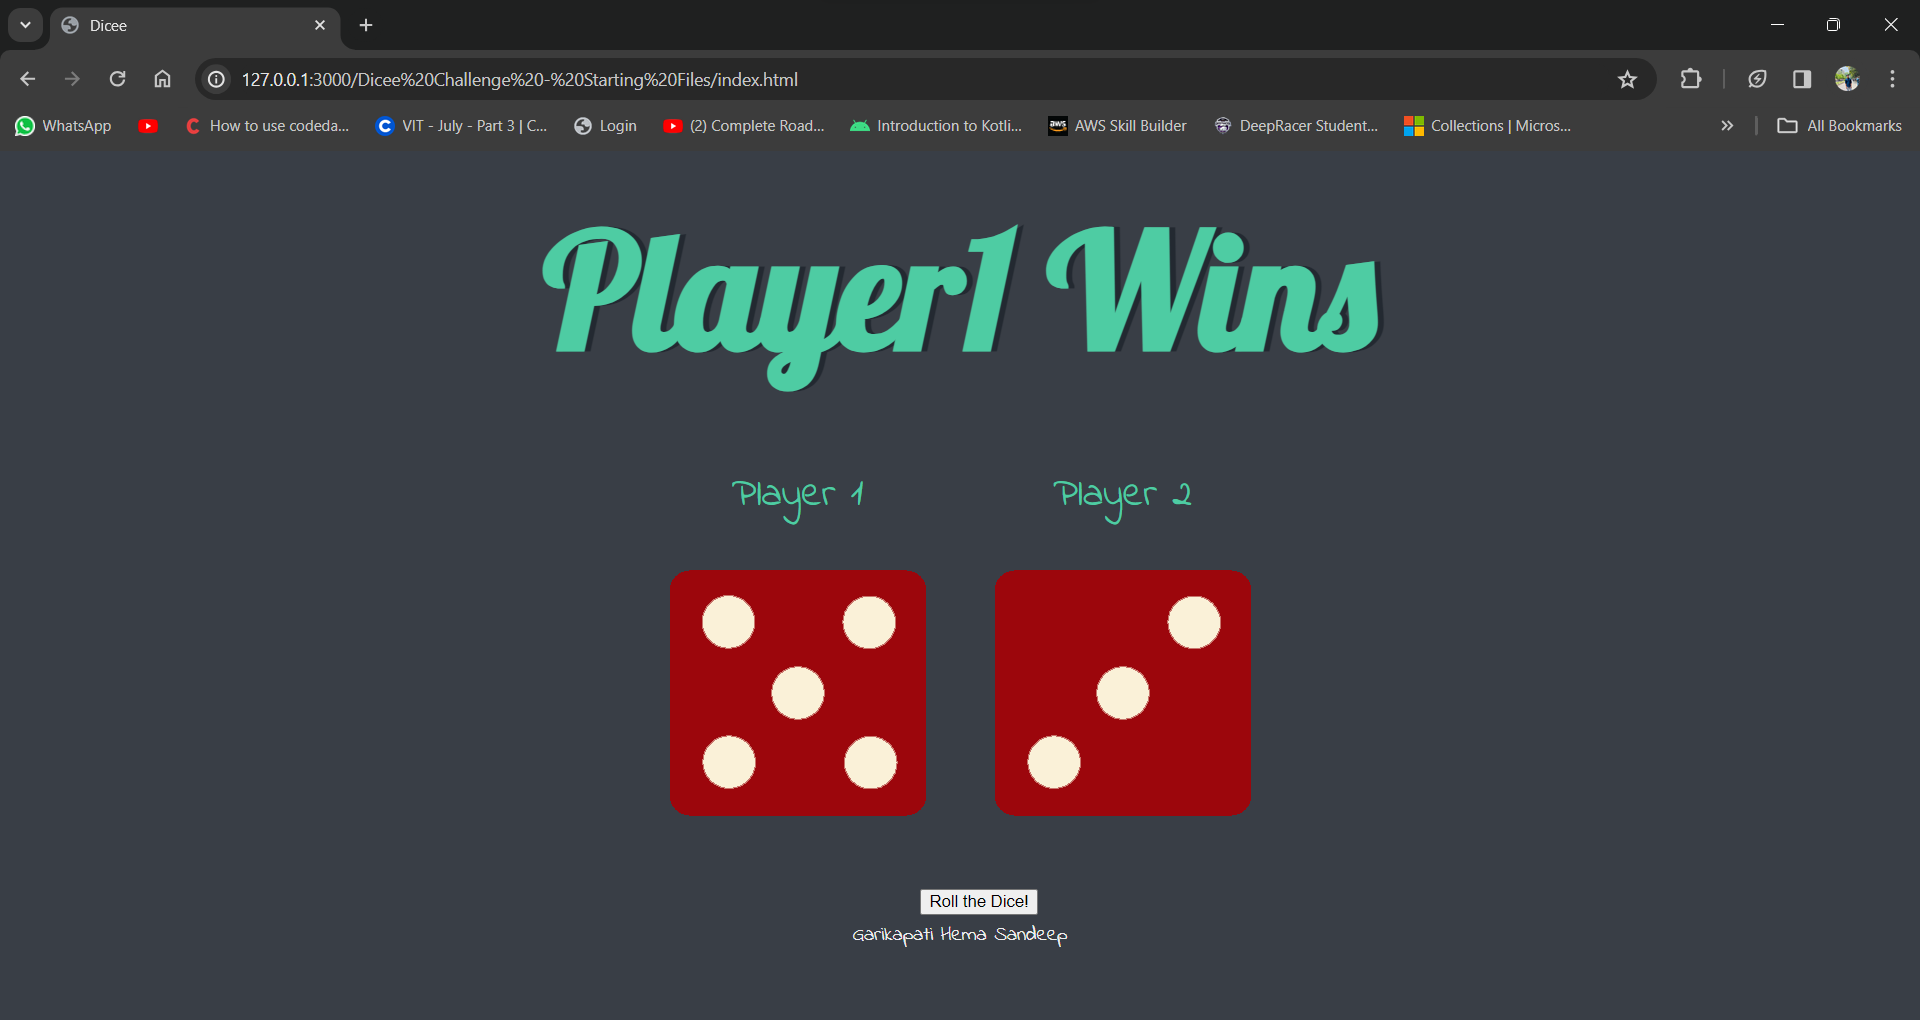 Dicee
127.0.0.1:3000/Dicee%20Challenge%20-%20Starting%20Files/index.html
WhatsApp How to use codeda... VIT - July - Part 3 | C... Login (2) Complete Road... Introduction to Kotli... aws AWS Skill Builder DeepRacer Student... Collections | Micros... All Bookmarks
Player1 Wins
Player 1 Player 2
Roll the Dice!
Garikapati Hema Sandeep